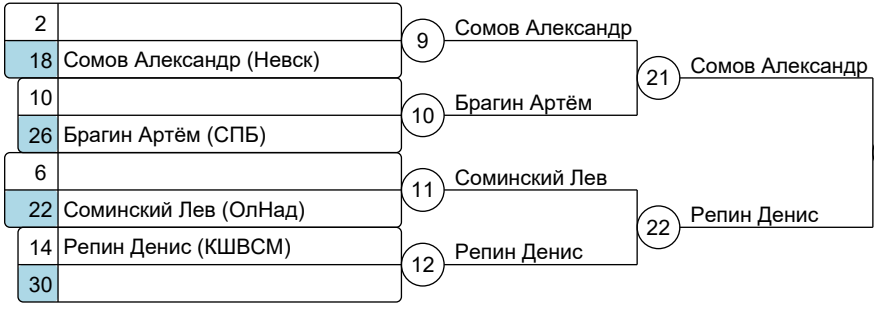 2
18 Сомов Александр (Невск)
9 Сомов Александр
10
26 Брагин Артём (СПБ)
10 Брагин Артём
21 Сомов Александр
6
22 Соминский Лев (ОлНад)
11 Соминский Лев
14 Репин Денис (КШВСМ)
30
12 Репин Денис
22 Репин Денис